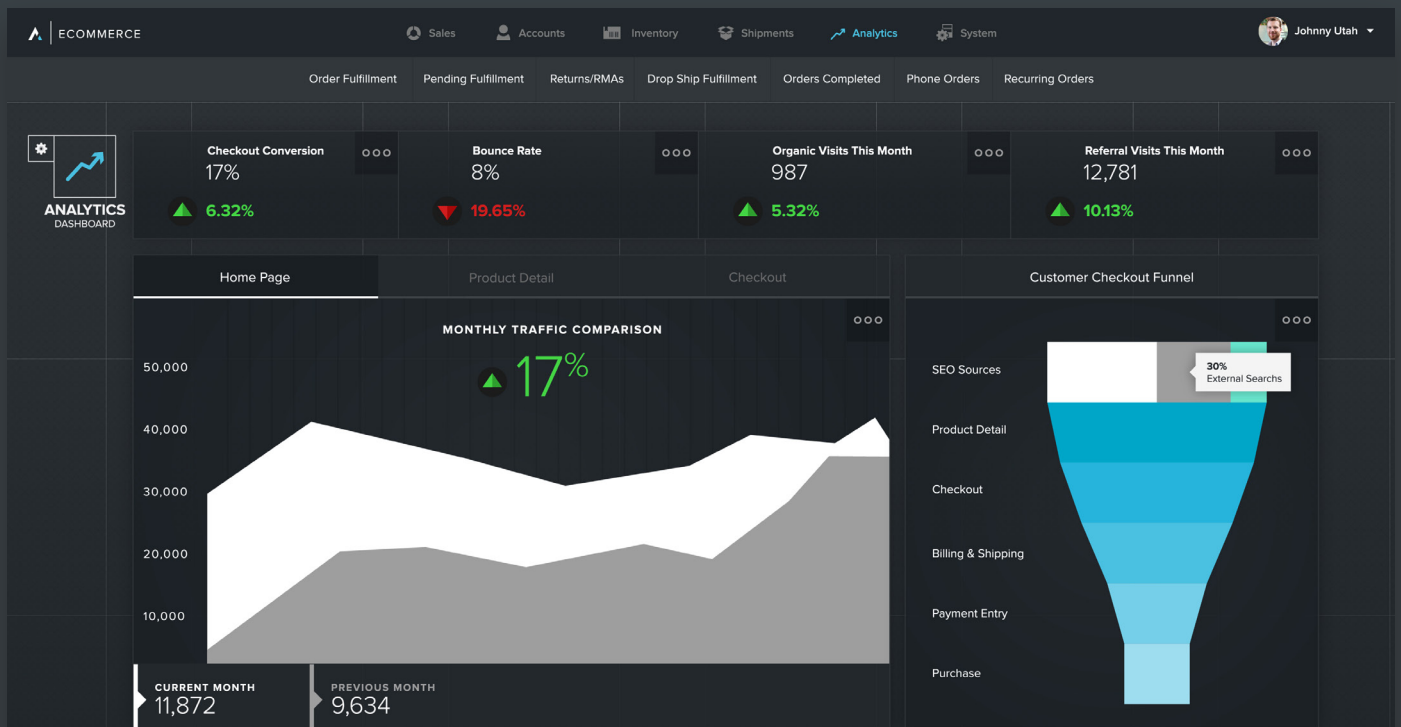 ECOMMERCE
Sales
Accounts
Inventory
Shipments
Analytics
System
Johnny Utah
Order Fulfillment
Pending Fulfillment
Returns/RMAs
Drop Ship Fulfillment
Orders Completed
Phone Orders
Recurring Orders
ANALYTICS
DASHBOARD
Checkout Conversion
17%
6.32%
Bounce Rate
8%
19.65%
Organic Visits This Month
987
5.32%
Referral Visits This Month
12,781
10.13%
Home Page
Product Detail
Checkout
MONTHLY TRAFFIC COMPARISON
17%
50,000
40,000
30,000
20,000
10,000
CURRENT MONTH
11,872
PREVIOUS MONTH
9,634
Customer Checkout Funnel
SEO Sources
30%
External Searchs
Product Detail
Checkout
Billing & Shipping
Payment Entry
Purchase